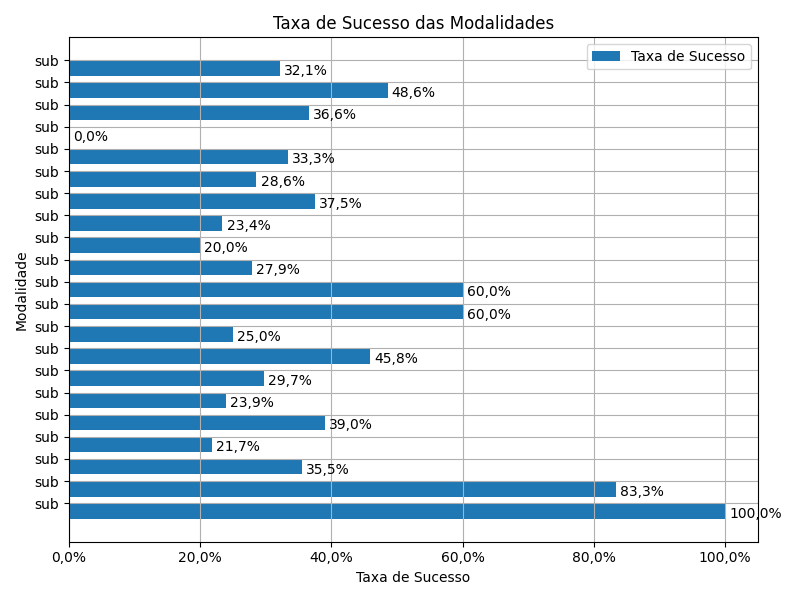 Taxa de Sucesso das Modalidades
Taxa de Sucesso
sub
32,1%
sub
48,6%
sub
36,6%
sub
0,0%
sub
33,3%
sub
28,6%
sub
37,5%
sub
23,4%
sub
20,0%
sub
27,9%
sub
60,0%
sub
60,0%
sub
25,0%
sub
45,8%
sub
29,7%
sub
23,9%
sub
39,0%
sub
21,7%
sub
35,5%
sub
83,3%
sub
100,0%
Modalidade
0,0% 20,0% 40,0% 60,0% 80,0% 100,0%
Taxa de Sucesso